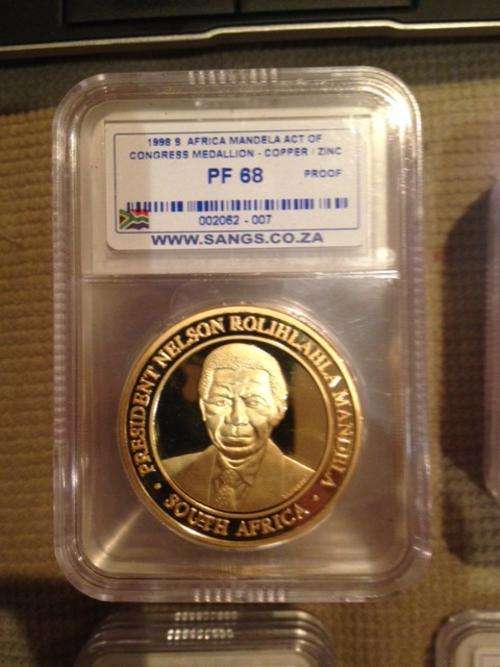 1998 S AFRICA MANDELA ACT OF
CONGRESS MEDALLION - COPPER / ZINC
PF 68 PROOF
002062 - 007
WWW.SANGS.CO.ZA
PRESIDENT NELSON ROLIHLAHLA MANDELA
· SOUTH AFRICA ·